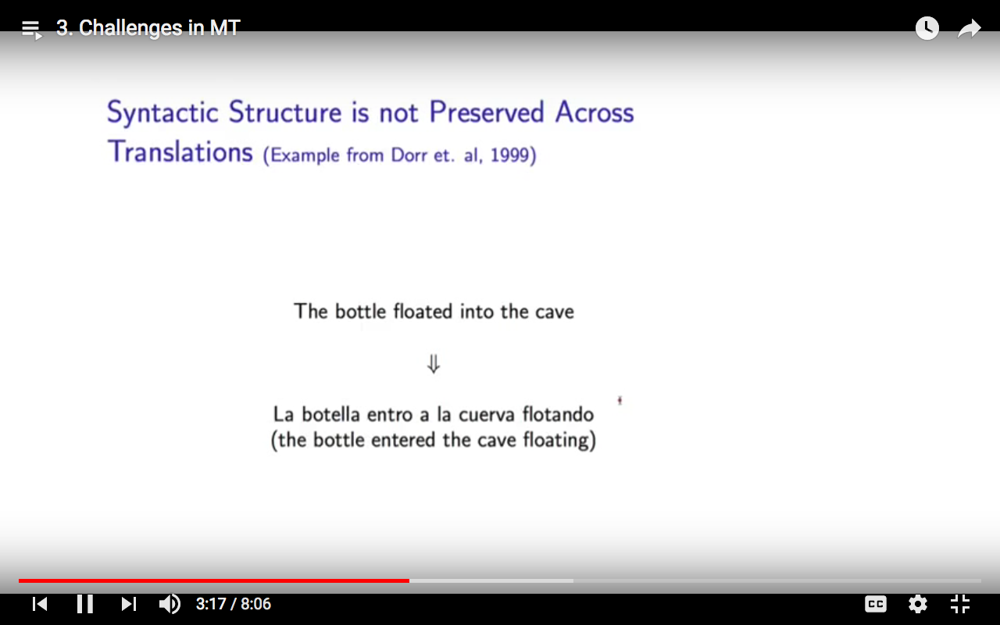 3. Challenges in MT
Syntactic Structure is not Preserved Across
Translations (Example from Dorr et. al, 1999)
The bottle floated into the cave
⇓
La botella entro a la cuerva flotando
(the bottle entered the cave floating)
3:17 / 8:06
CC